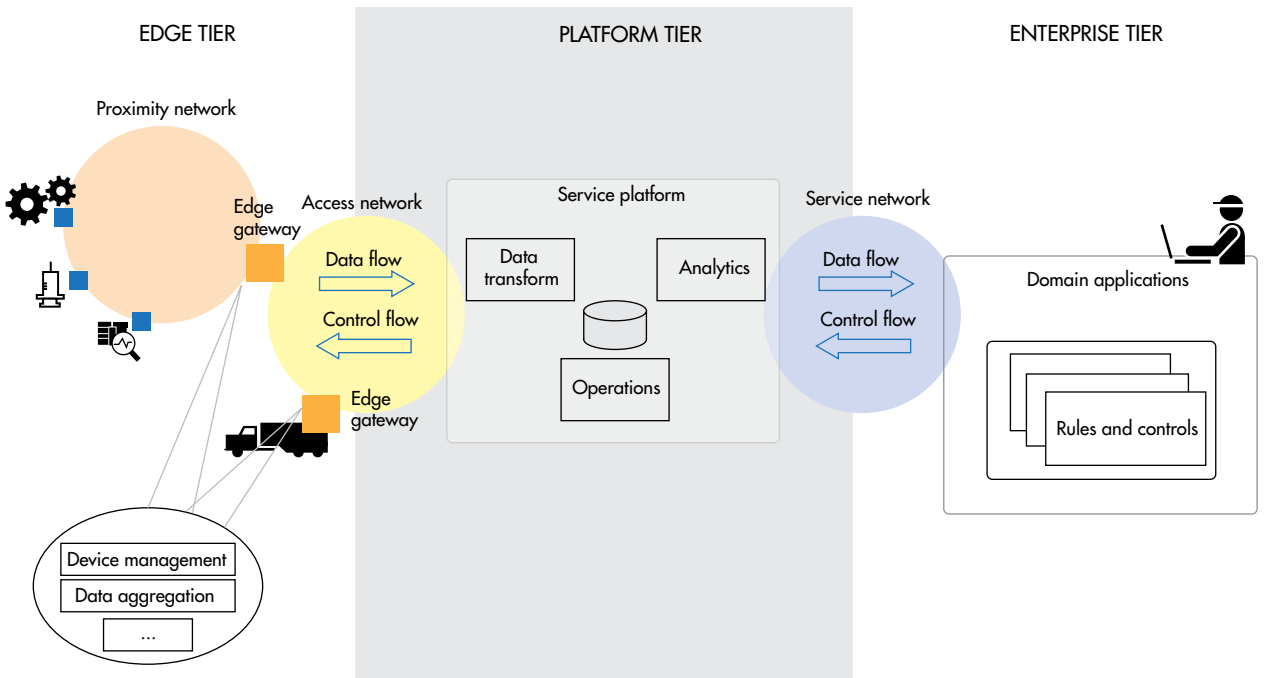 EDGE TIER
PLATFORM TIER
ENTERPRISE TIER
Proximity network
Edge
gateway
Access network
Data flow
Control flow
Edge
gateway
Device management
Data aggregation
...
Service platform
Data
transform
Analytics
Operations
Service network
Data flow
Control flow
Domain applications
Rules and controls